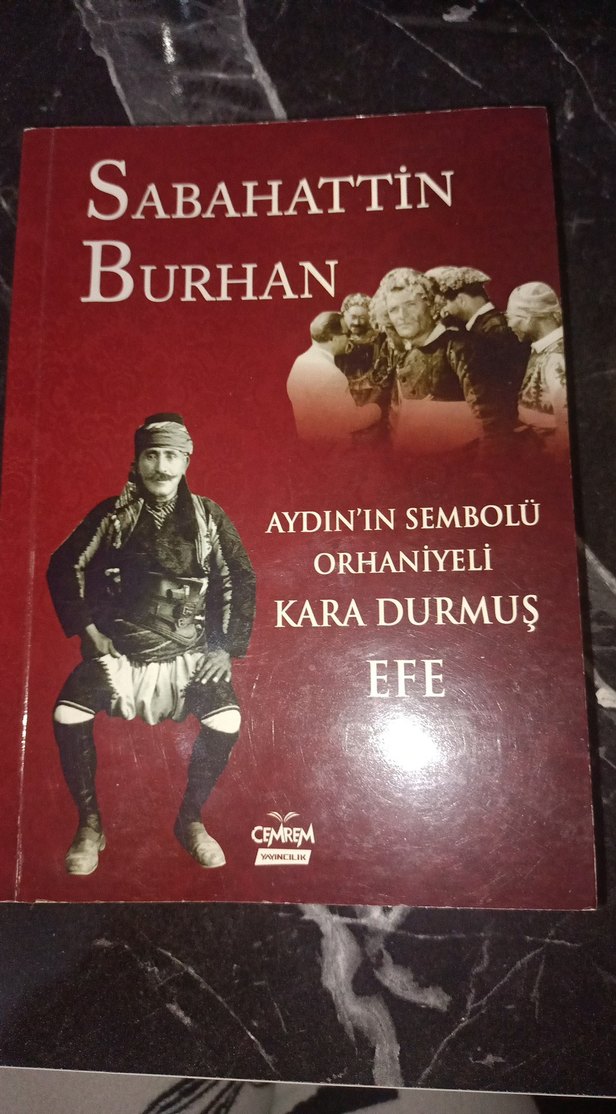 SABAHATTİN
BURHAN
AYDIN'IN SEMBOLÜ
ORHANİYELİ
KARA DURMUŞ
EFE
CEMREM
YAYINCILIK